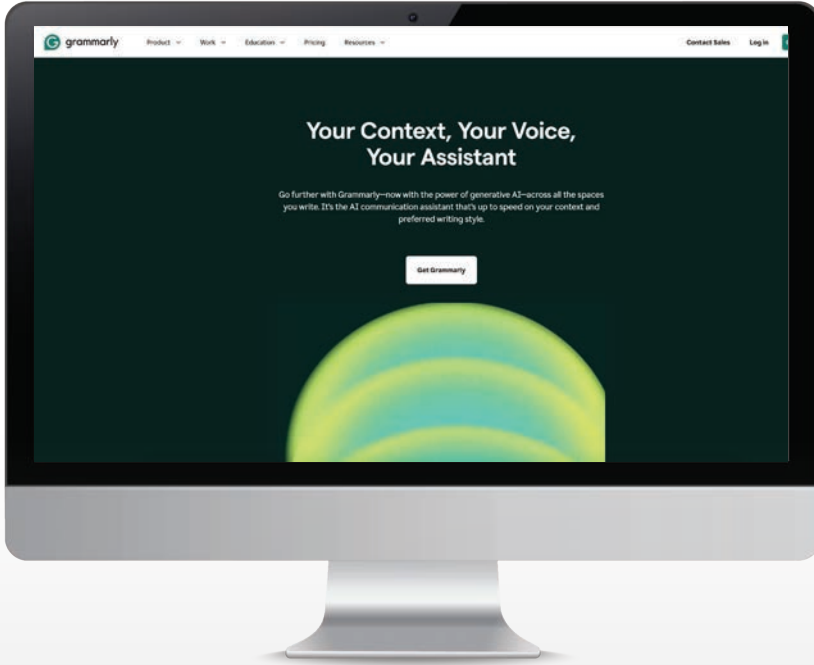 grammarly
Product Work Education Pricing Resources Contact Sales Log in
Your Context, Your Voice,
Your Assistant
Go further with Grammarly—now with the power of generative AI—across all the spaces
you write. It's the AI communication assistant that's up to speed on your context and
preferred writing style.
Get Grammarly